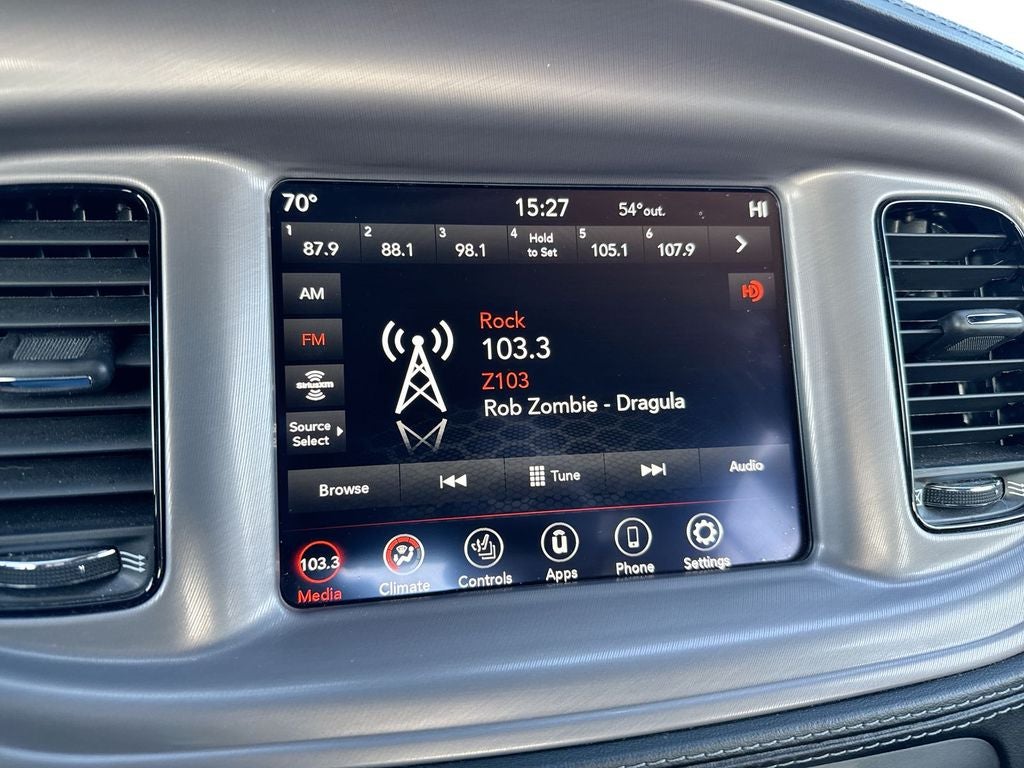 70° 15:27 54°out. HI
1 87.9 2 88.1 3 98.1 4 Hold to Set 5 105.1 6 107.9
AM
HD
Rock
FM
103.3
Z103
SiriusXM
Rob Zombie - Dragula
Source
Select
Browse Tune Audio
103.3
Media Climate Controls Apps Phone Settings